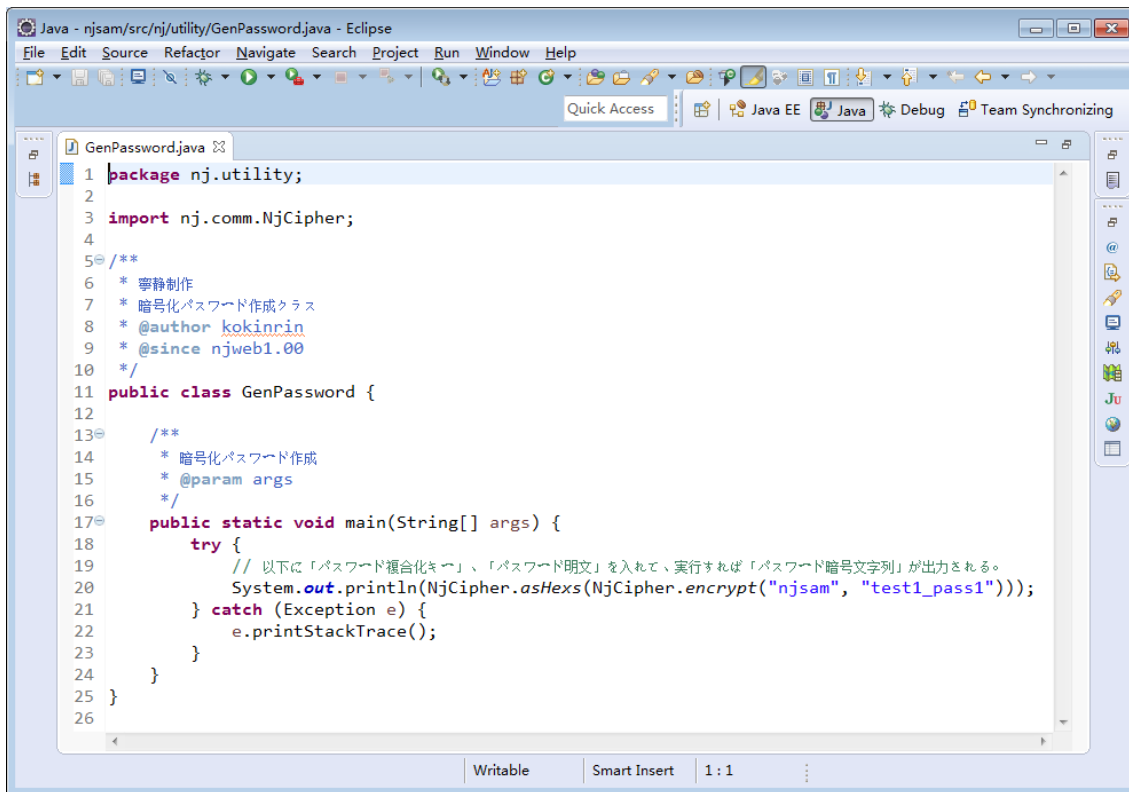 Java - njsam/src/nj/utility/GenPassword.java - Eclipse
File Edit Source Refactor Navigate Search Project Run Window Help
Quick Access Java EE Java Debug Team Synchronizing
GenPassword.java
1 package nj.utility;
2
3 import nj.comm.NjCipher;
4
5 /**
6  * 寧静制作
7  * 暗号化パスワード作成クラス
8  * @author kokinrin
9  * @since njweb1.00
10  */
11 public class GenPassword {
12
13     /**
14      * 暗号化パスワード作成
15      * @param args
16      */
17     public static void main(String[] args) {
18         try {
19             // 以下に「パスワード複合化キー」、「パスワード明文」を入れて、実行すれば「パスワード暗号文字列」が出力される。
20             System.out.println(NjCipher.asHexs(NjCipher.encrypt("njsam", "test1_pass1")));
21         } catch (Exception e) {
22             e.printStackTrace();
23         }
24     }
25 }
26
Writable Smart Insert 1 : 1